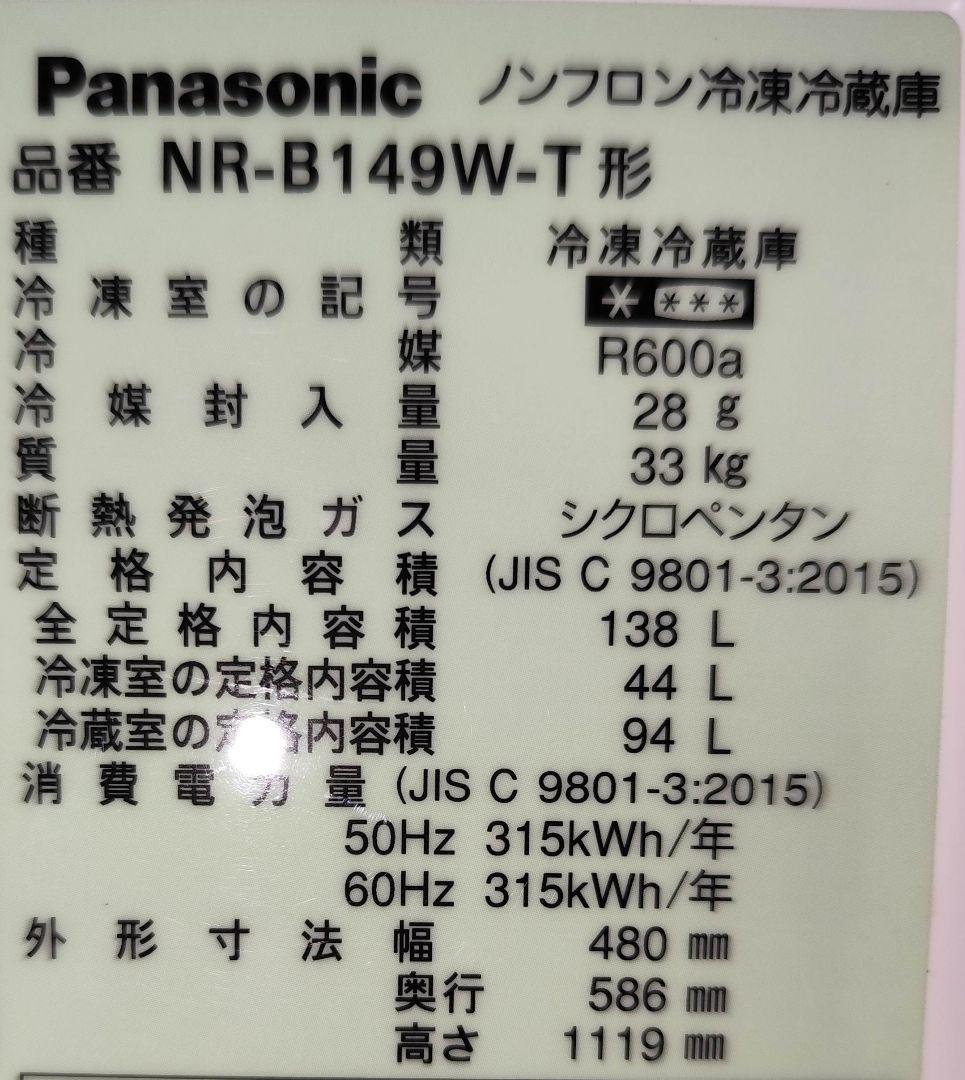 Panasonic ノンフロン冷凍冷蔵庫
品番 NR-B149W-T形
種類 冷凍冷蔵庫
冷凍室の記号 * ***
冷媒 R600a
冷媒封入量 28 g
質量 33 kg
断熱発泡ガス シクロペンタン
定格内容積 (JIS C 9801-3:2015)
全定格内容積 138 L
冷凍室の定格内容積 44 L
冷蔵室の定格内容積 94 L
消費電力量 (JIS C 9801-3:2015)
50Hz 315kWh/年
60Hz 315kWh/年
外形寸法 幅 480 mm
奥行 586 mm
高さ 1119 mm